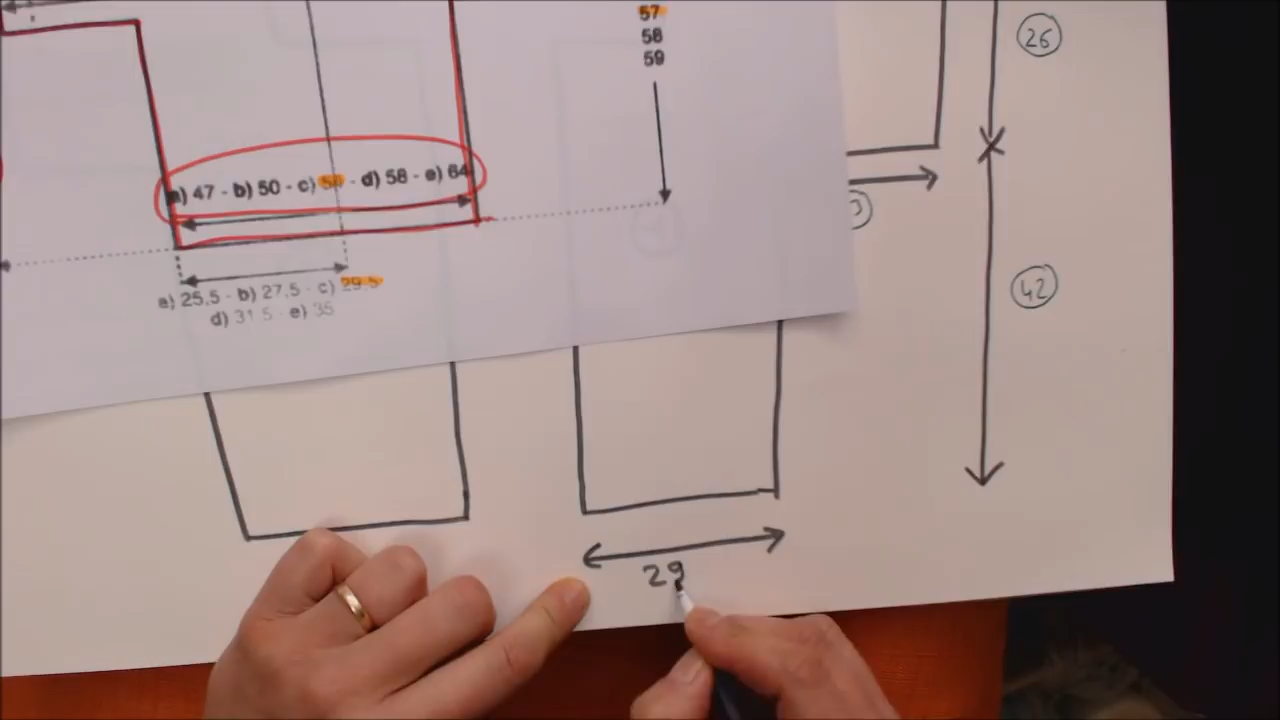 57
58
59
26
a) 47 - b) 50 - c) 54 - d) 58 - e) 64
42
a) 25,5 - b) 27,5 - c) 29,5
d) 31,5 - e) 35
29